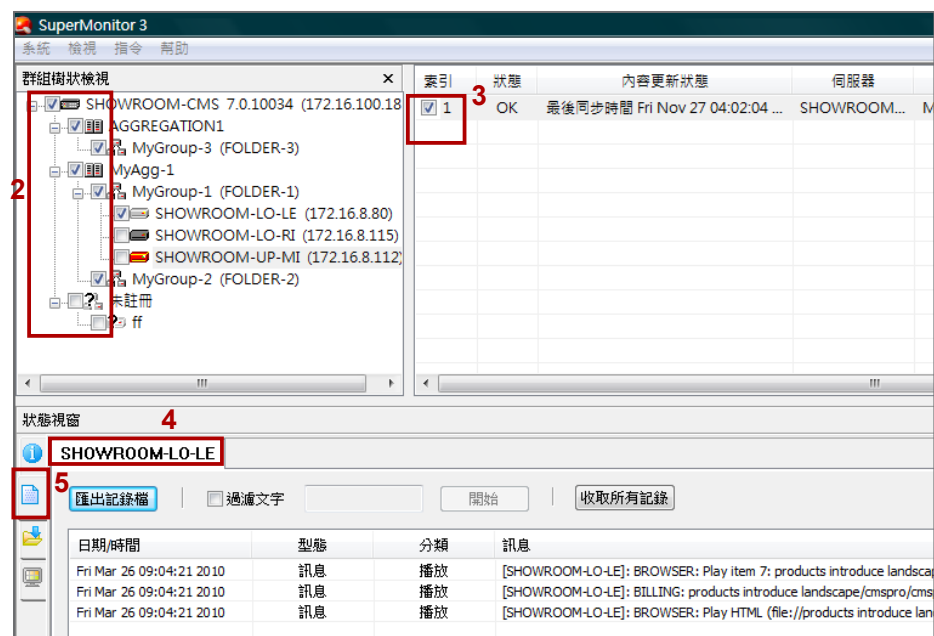 SuperMonitor 3
系統 檢視 指令 幫助
群組樹狀檢視
SHOWROOM-CMS 7.0.10034 (172.16.100.18
AGGREGATION1
MyGroup-3 (FOLDER-3)
MyAgg-1
2
MyGroup-1 (FOLDER-1)
SHOWROOM-LO-LE (172.16.8.80)
SHOWROOM-LO-RI (172.16.8.115)
SHOWROOM-UP-MI (172.16.8.112)
MyGroup-2 (FOLDER-2)
未註冊
ff
索引 狀態 內容更新狀態 伺服器
3
1 OK 最後同步時間 Fri Nov 27 04:02:04 ... SHOWROOM... M
狀態視窗
4
SHOWROOM-LO-LE
5
匯出記錄檔 過濾文字 開始 收取所有記錄
日期/時間 型態 分類 訊息
Fri Mar 26 09:04:21 2010 訊息 播放 [SHOWROOM-LO-LE]: BROWSER: Play item 7: products introduce landscap
Fri Mar 26 09:04:21 2010 訊息 播放 [SHOWROOM-LO-LE]: BILLING: products introduce landscape/cmspro/cms
Fri Mar 26 09:04:21 2010 訊息 播放 [SHOWROOM-LO-LE]: BROWSER: Play HTML (file://products introduce lan